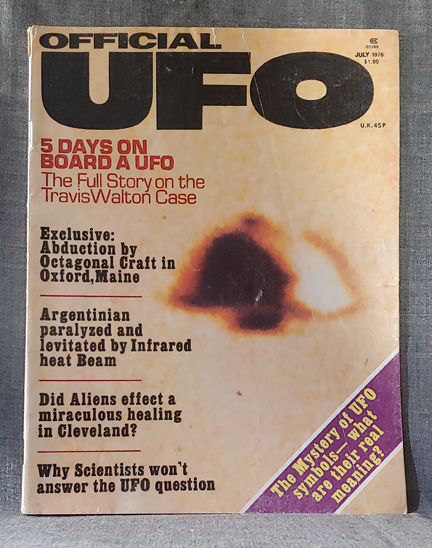 OFFICIAL
UFO
JULY 1976
$1.00
U.K. 45P
5 DAYS ON
BOARD A UFO
The Full Story on the
Travis Walton Case
Exclusive:
Abduction by
Octagonal Craft in
Oxford, Maine
Argentinian
paralyzed and
levitated by Infrared
heat Beam
Did Aliens effect a
miraculous healing
in Cleveland?
Why Scientists won't
answer the UFO question
The Mystery of UFO
symbols—what
are their real
meaning?